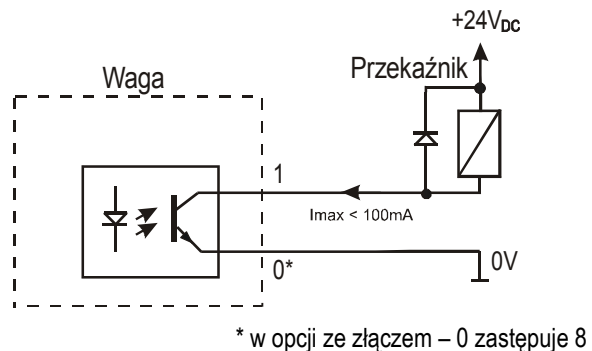 +24VDC
Przekaźnik
Waga
1
Imax < 100mA
0*
0V
* w opcji ze złączem – 0 zastępuje 8